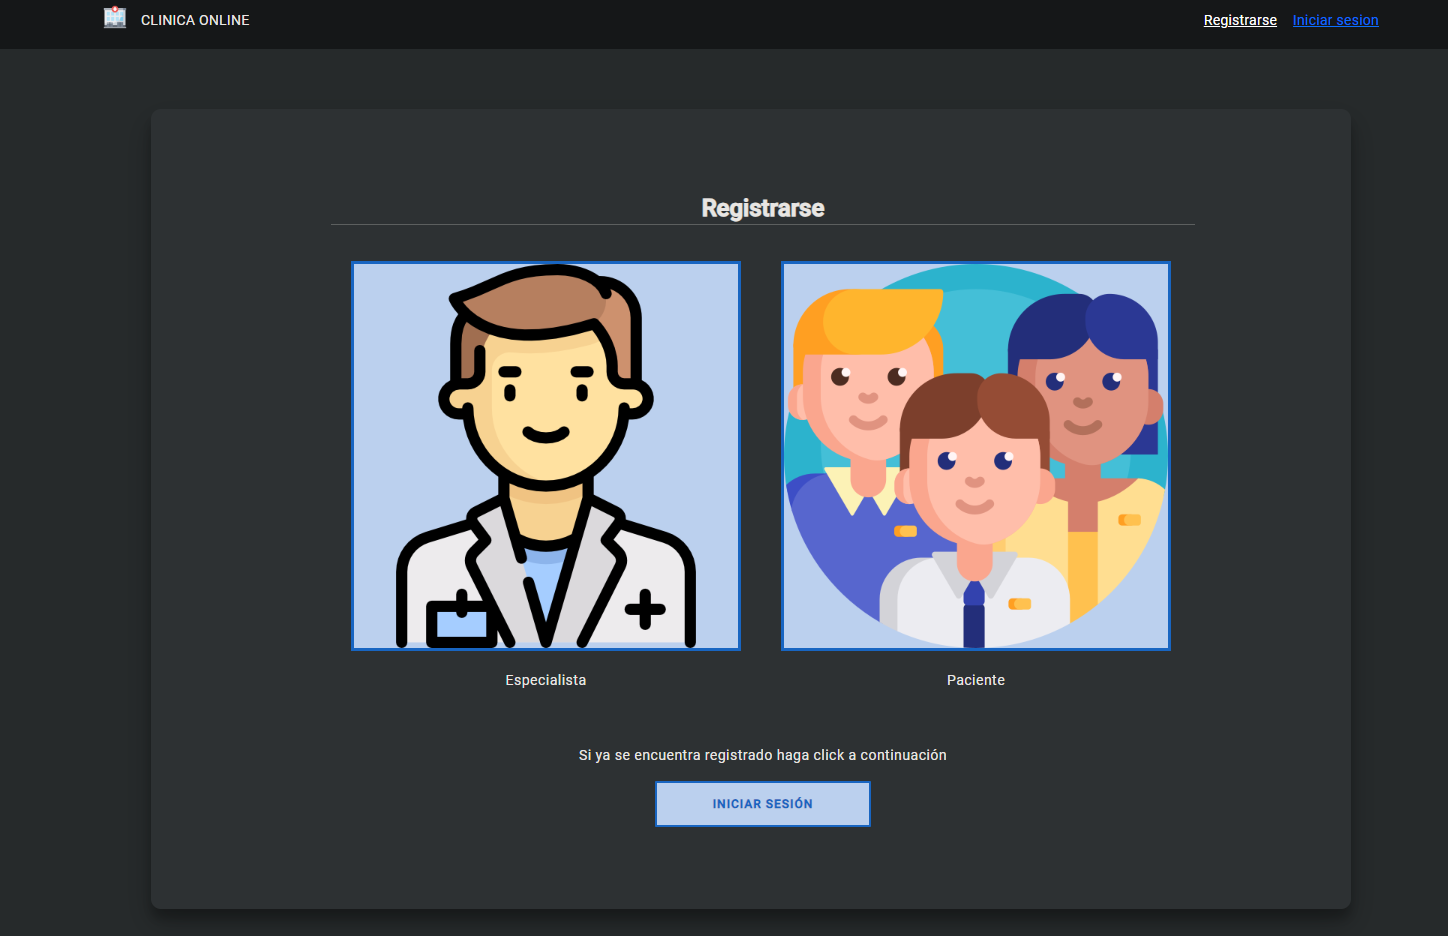 CLINICA ONLINE
Registrarse Iniciar sesion
Registrarse
Especialista
Paciente
Si ya se encuentra registrado haga click a continuación
INICIAR SESIÓN